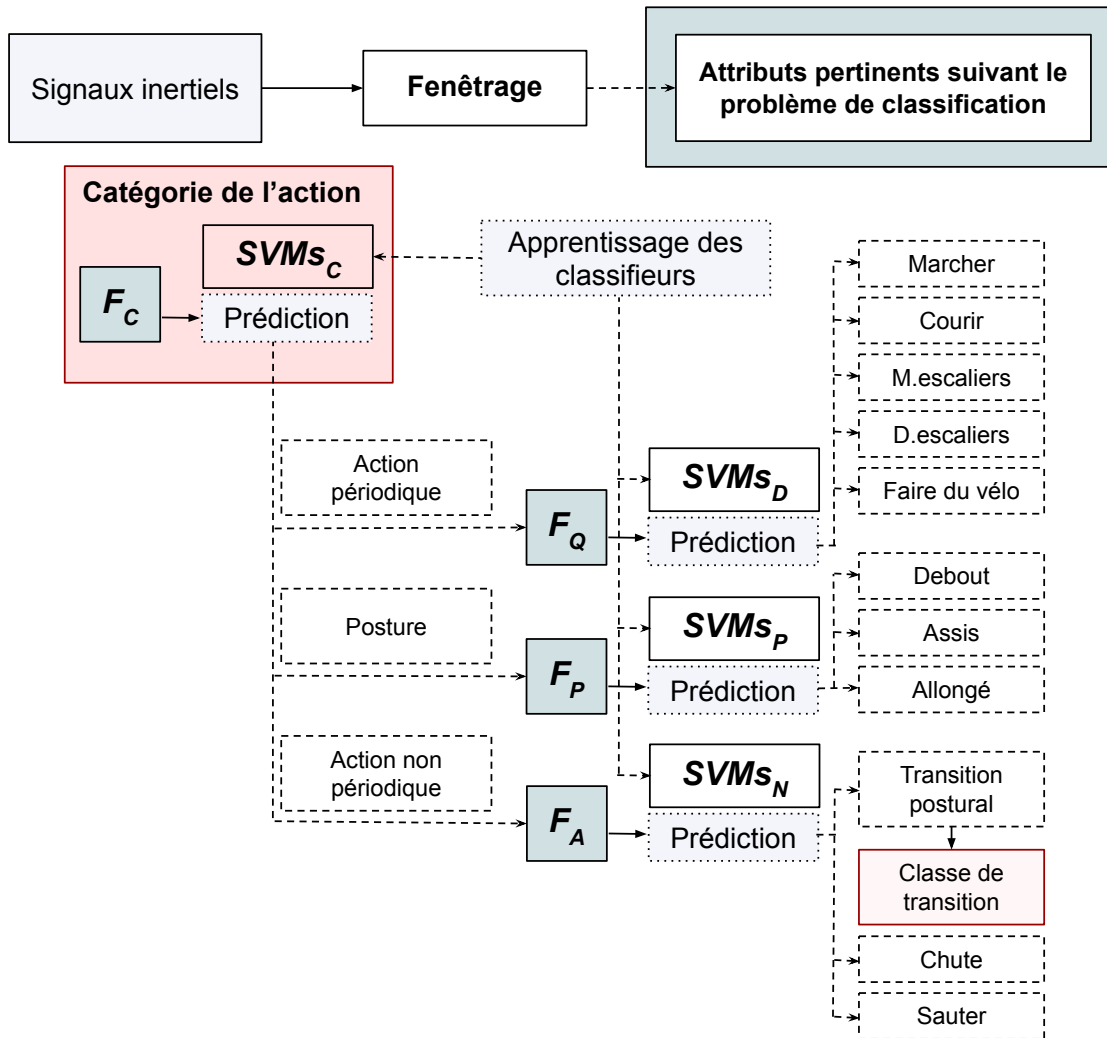 Signaux inertiels
Fenêtrage
Attributs pertinents suivant le
problème de classification
Catégorie de l'action
SVMs_C
F_C
Prédiction
Apprentissage des
classifieurs
Marcher
Courir
M.escaliers
D.escaliers
Faire du vélo
Action
périodique
F_Q
SVMs_D
Prédiction
Posture
F_P
SVMs_P
Prédiction
Debout
Assis
Allongé
Action non
périodique
F_A
SVMs_N
Prédiction
Transition
postural
Classe de
transition
Chute
Sauter